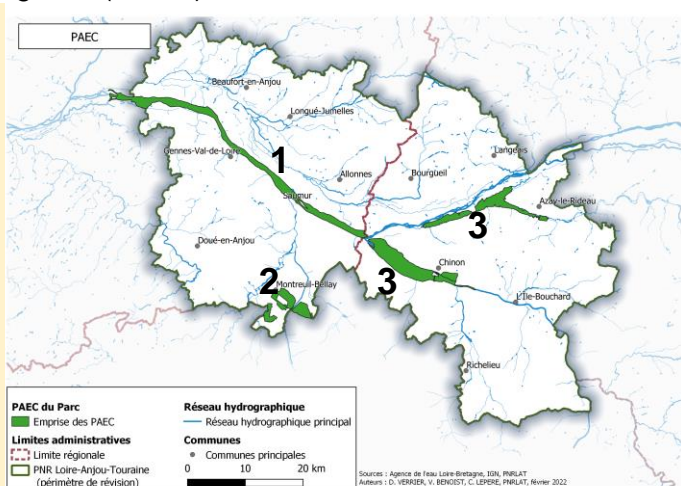 PAEC
Beaufort-en-Anjou
Longué-Jumelles
Langeais
Gennes-Val-de-Loire
1
Allonnes
Bourgueil
Azay-le-Rideau
Saumur
3
Doué-en-Anjou
Chinon
2
Montreuil-Bellay
3
L'Île-Bouchard
Richelieu
PAEC du Parc
Emprise des PAEC
Limites administratives
Limite régionale
PNR Loire-Anjou-Touraine
(périmètre de révision)
Réseau hydrographique
Réseau hydrographique principal
Communes
Communes principales
0 10 20 km
Sources : Agence de l'eau Loire-Bretagne, IGN, PNRLAT
Auteurs : D. VERRIER, V. BENOIST, C. LEPERE, PNRLAT, février 2022